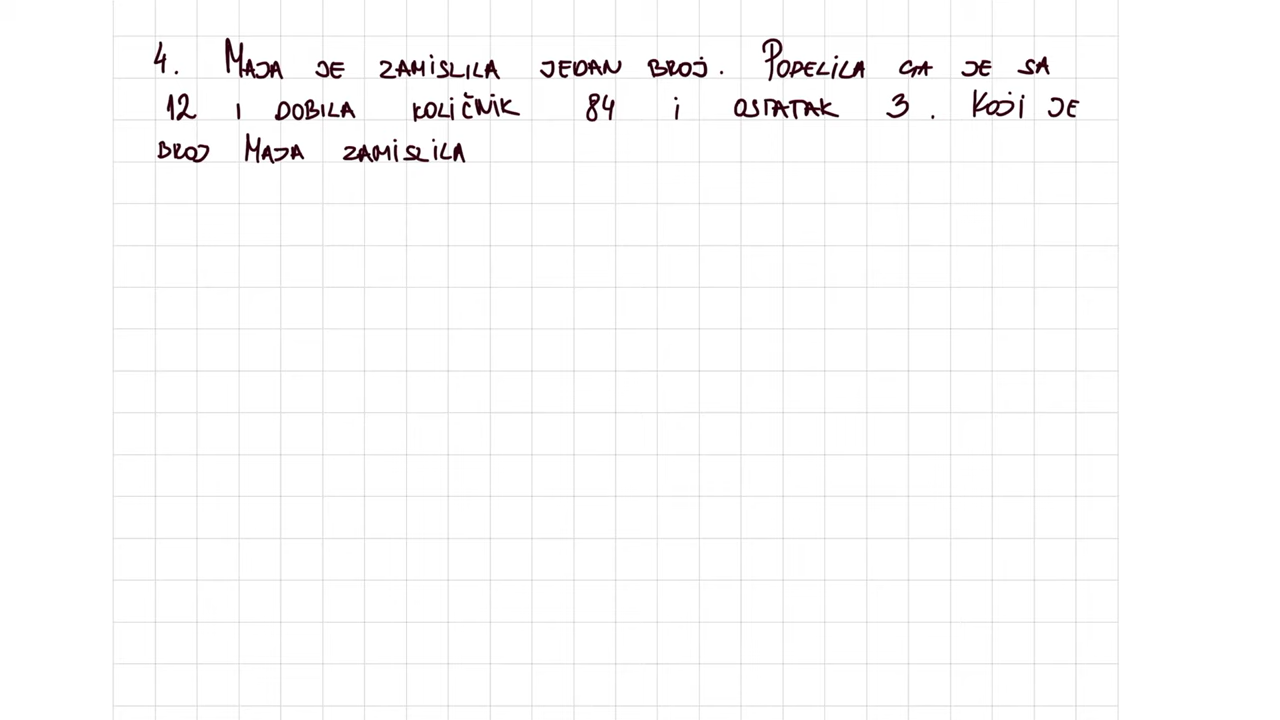 4. Maja je zamislila jedan broj. Podelila ga je sa
12 i dobila količnik 84 i ostatak 3. Koji je
broj Maja zamislila